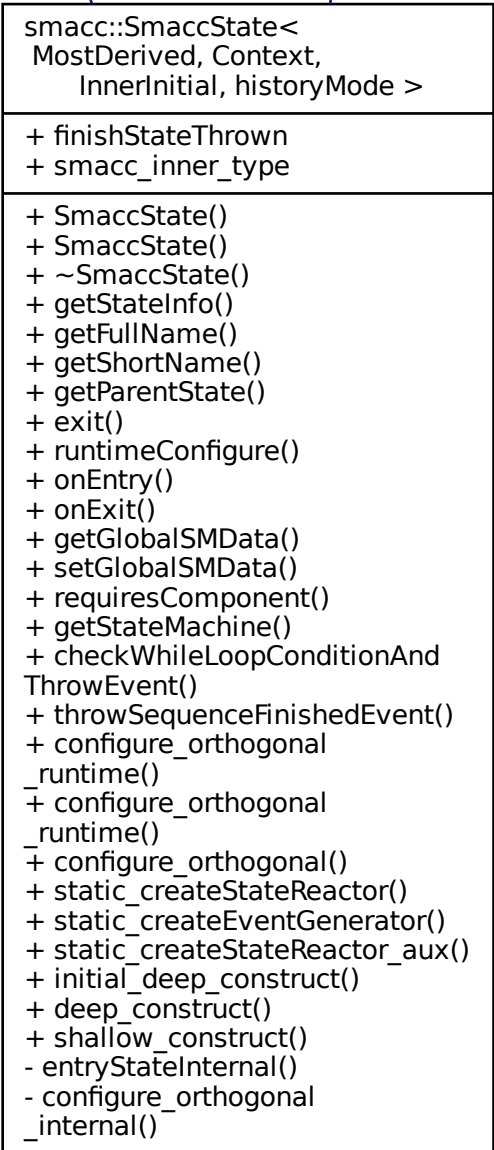 smacc::SmaccState<
MostDerived, Context,
InnerInitial, historyMode >
+ finishStateThrown
+ smacc_inner_type
+ SmaccState()
+ SmaccState()
+ ~SmaccState()
+ getStateInfo()
+ getFullName()
+ getShortName()
+ getParentState()
+ exit()
+ runtimeConfigure()
+ onEntry()
+ onExit()
+ getGlobalSMData()
+ setGlobalSMData()
+ requiresComponent()
+ getStateMachine()
+ checkWhileLoopConditionAnd
ThrowEvent()
+ throwSequenceFinishedEvent()
+ configure_orthogonal
_runtime()
+ configure_orthogonal
_runtime()
+ configure_orthogonal()
+ static_createStateReactor()
+ static_createEventGenerator()
+ static_createStateReactor_aux()
+ initial_deep_construct()
+ deep_construct()
+ shallow_construct()
- entryStateInternal()
- configure_orthogonal
_internal()